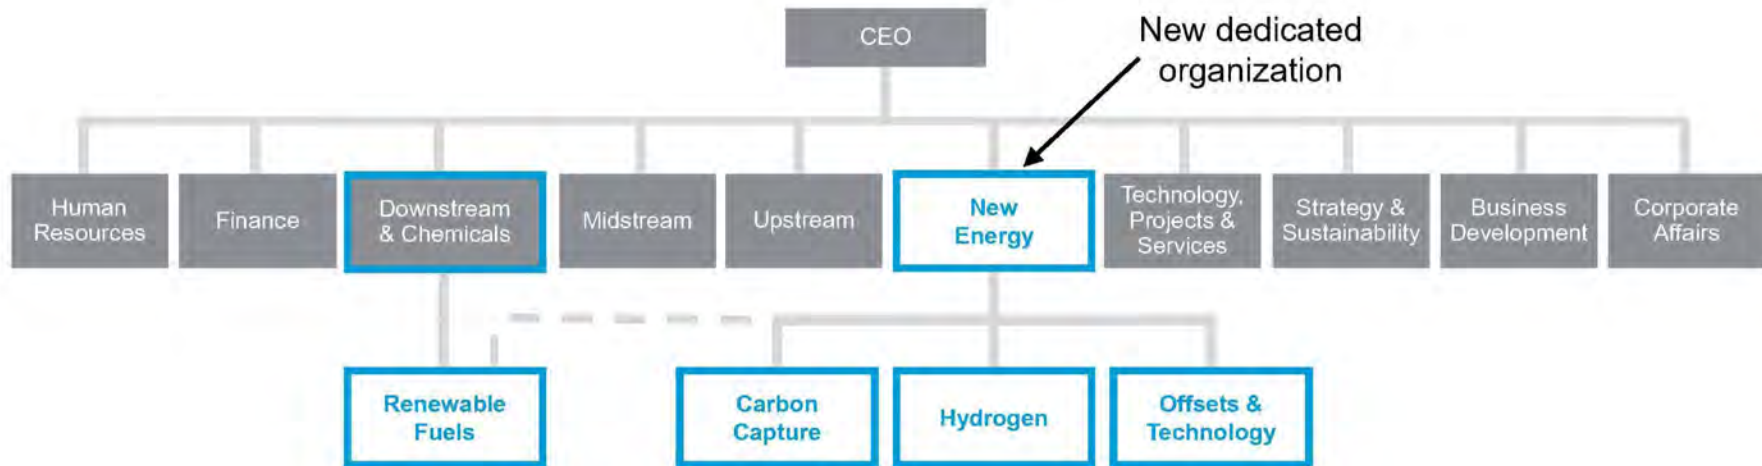 CEO
New dedicated
organization
Human
Resources
Finance
Downstream
& Chemicals
Midstream
Upstream
New
Energy
Technology,
Projects &
Services
Strategy &
Sustainability
Business
Development
Corporate
Affairs
Renewable
Fuels
Carbon
Capture
Hydrogen
Offsets &
Technology